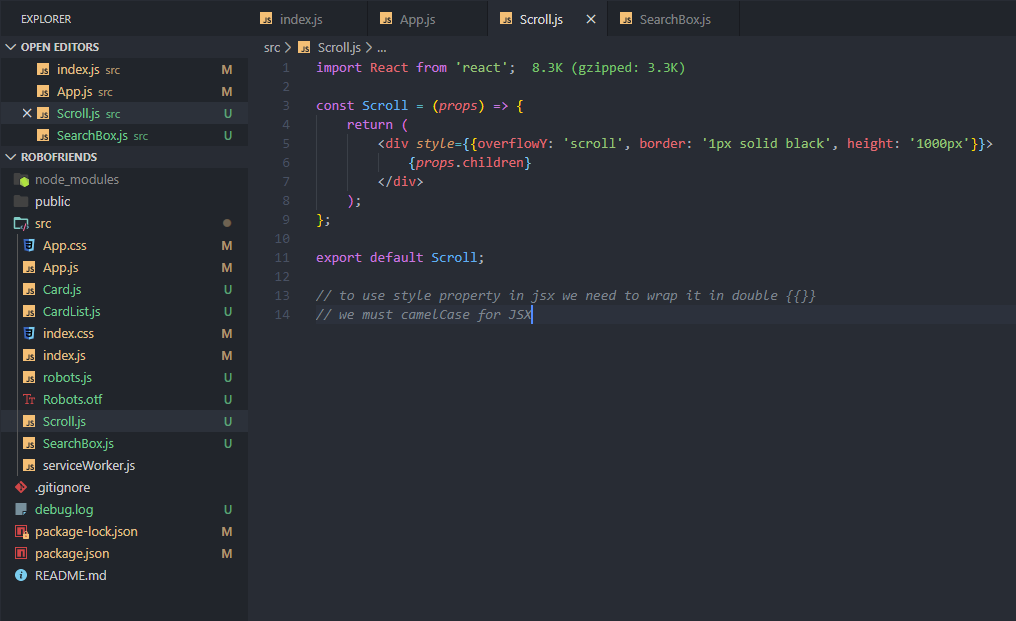 EXPLORER
OPEN EDITORS
index.js src M
App.js src M
Scroll.js src U
SearchBox.js src U
ROBOFRIENDS
node_modules
public
src
App.css M
App.js M
Card.js U
CardList.js U
index.css M
index.js M
robots.js U
Robots.otf U
Scroll.js U
SearchBox.js U
serviceWorker.js
.gitignore
debug.log U
package-lock.json M
package.json M
README.md
index.js App.js Scroll.js SearchBox.js
src > Scroll.js > ...
1 import React from 'react'; 8.3K (gzipped: 3.3K)
2
3 const Scroll = (props) => {
4 return (
5 <div style={{overflowY: 'scroll', border: '1px solid black', height: '1000px'}}>
6 {props.children}
7 </div>
8 );
9 };
10
11 export default Scroll;
12
13 // to use style property in jsx we need to wrap it in double {{}}
14 // we must camelCase for JSX